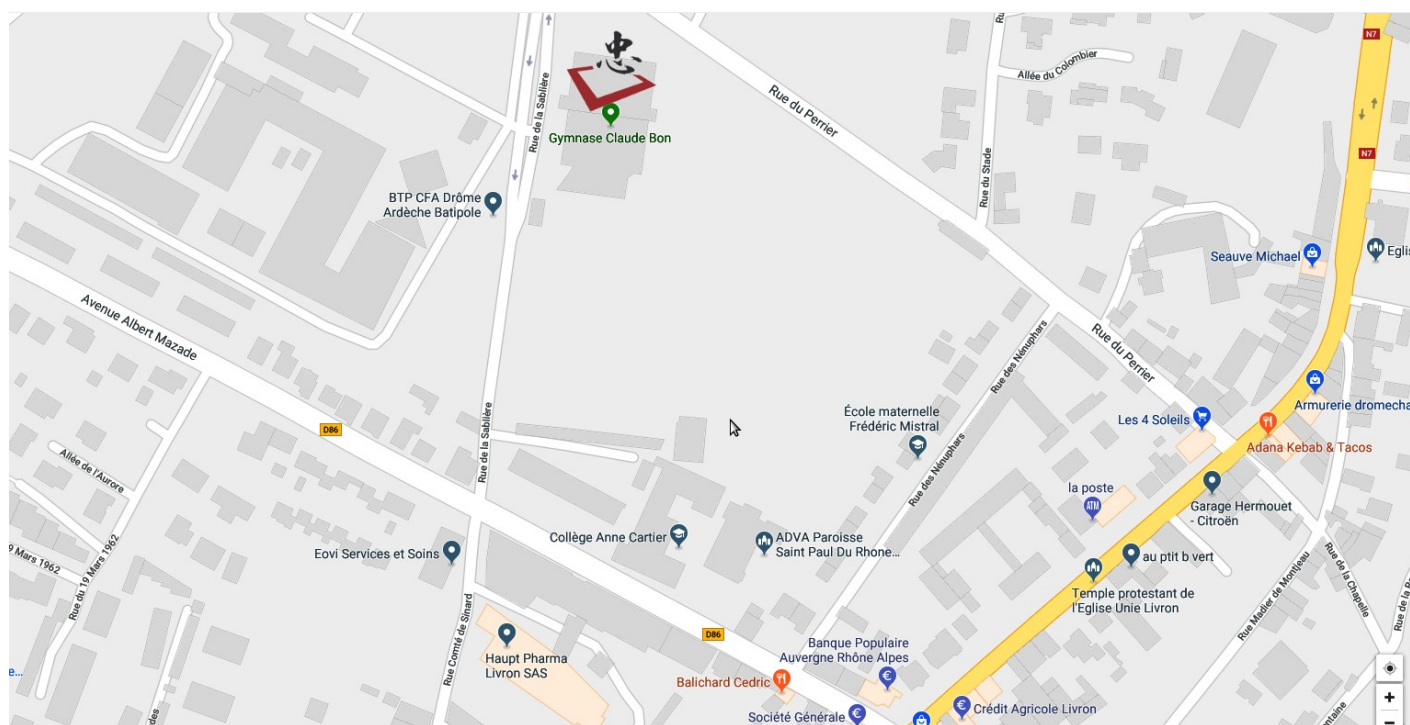 忠
Gymnase Claude Bon
Rue de la Sablière
Rue du Perrier
Allée du Colombier
N7
Rue du Stade
N7
BTP CFA Drôme
Ardèche Batipole
Seauve Michael
Avenue Albert Mazade
Rue des Nénuphars
Rue du Perrier
Armurerie dromecha
École maternelle
Frédéric Mistral
Les 4 Soleils
Adana Kebab & Tacos
D86
Rue de la Sablière
Allée de l'Aurore
Rue des Nénuphars
la poste
ATM
Garage Hermouet
- Citroën
Collège Anne Cartier
ADVA Paroisse
Saint Paul Du Rhone...
Eovi Services et Soins
9 Mars 1962
Rue du 19 Mars 1962
au ptit b vert
Temple protestant de
l'Eglise Unie Livron
Rue Madier de Montjeau
Rue de la Chapelle
Rue Comté de Sinard
D86
Haupt Pharma
Livron SAS
Banque Populaire
Auvergne Rhône Alpes
Balichard Cedric
Société Générale
Crédit Agricole Livron
+
−